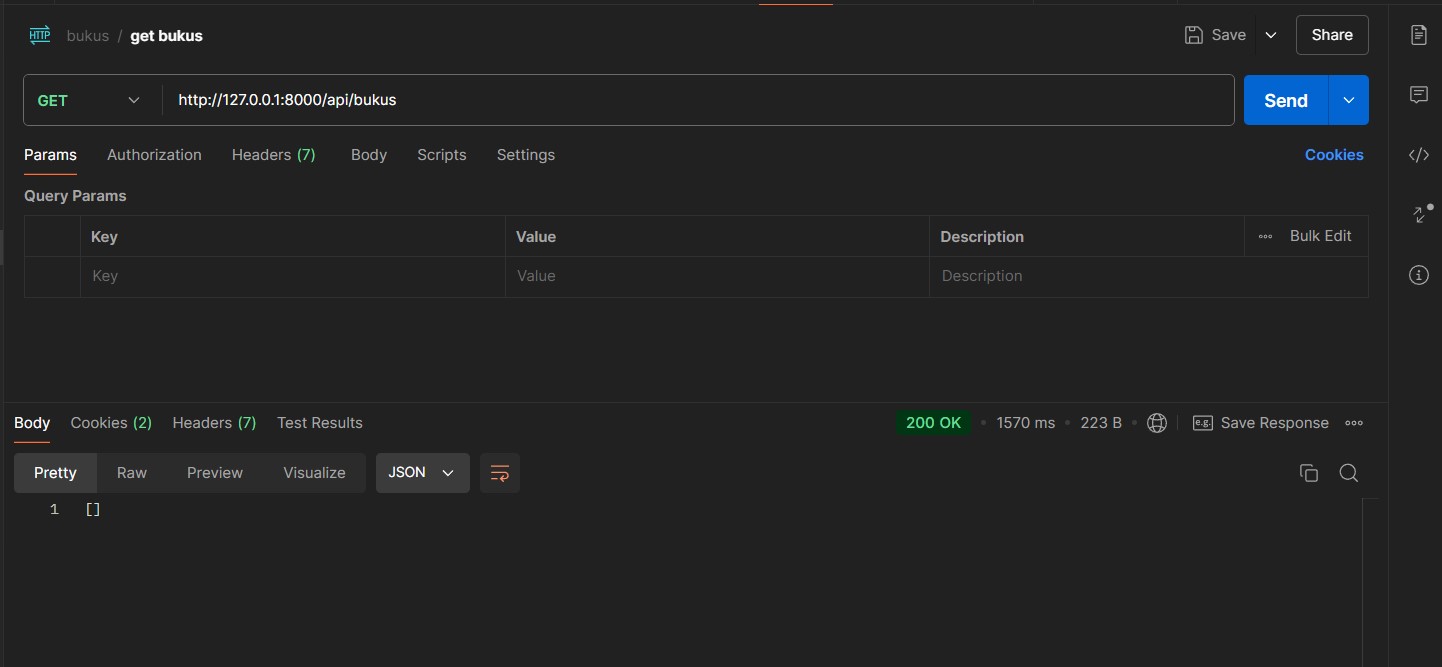 HTTP bukus / get bukus Save Share
GET http://127.0.0.1:8000/api/bukus Send
Params Authorization Headers (7) Body Scripts Settings Cookies
Query Params
Key Value Description Bulk Edit
Key Value Description
Body Cookies (2) Headers (7) Test Results 200 OK • 1570 ms • 223 B • e.g. Save Response
Pretty Raw Preview Visualize JSON
1 []